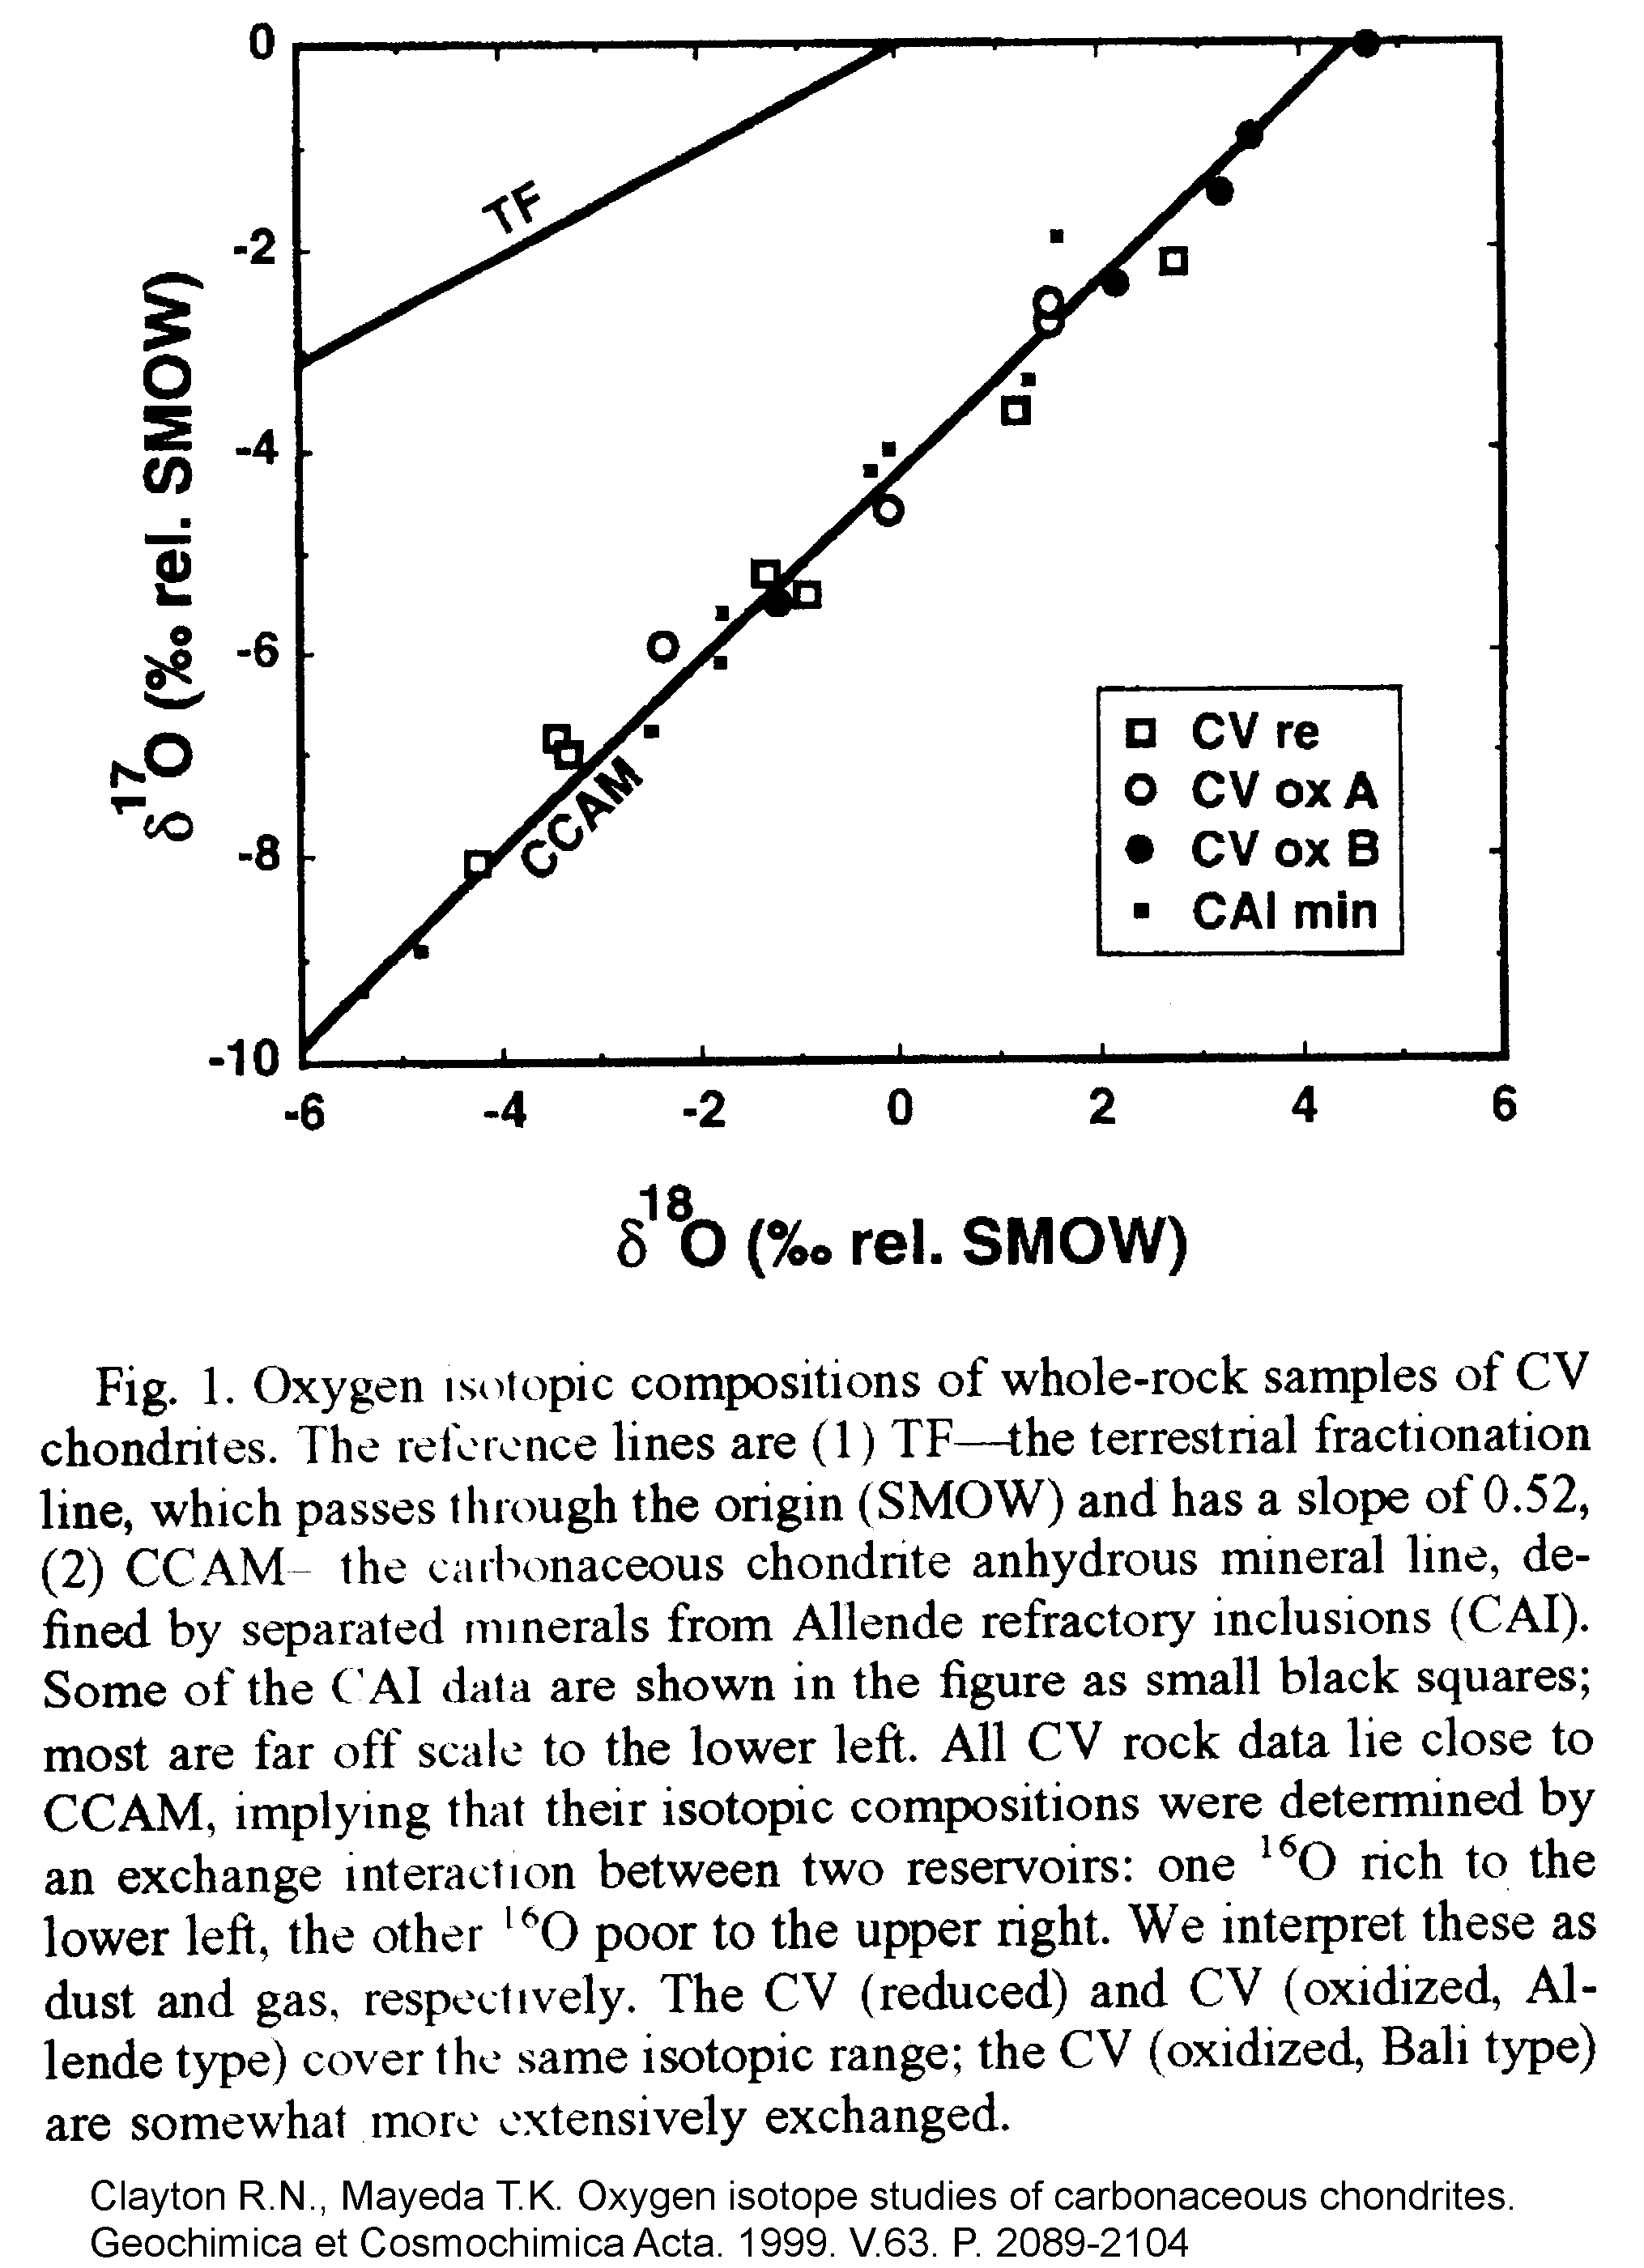 0
-2
-4
-6
-8
-10
δ17O (‰ rel. SMOW)
TF
CCAM
CV re
CV ox A
CV ox B
CAI min
-6 -4 -2 0 2 4 6
δ18O (‰ rel. SMOW)
Fig. 1. Oxygen isotopic compositions of whole-rock samples of CV
chondrites. The reference lines are (1) TF—the terrestrial fractionation
line, which passes through the origin (SMOW) and has a slope of 0.52,
(2) CCAM– the carbonaceous chondrite anhydrous mineral line, de-
fined by separated minerals from Allende refractory inclusions (CAI).
Some of the CAI data are shown in the figure as small black squares;
most are far off scale to the lower left. All CV rock data lie close to
CCAM, implying that their isotopic compositions were determined by
an exchange interaction between two reservoirs: one 16O rich to the
lower left, the other 16O poor to the upper right. We interpret these as
dust and gas, respectively. The CV (reduced) and CV (oxidized, Al-
lende type) cover the same isotopic range; the CV (oxidized, Bali type)
are somewhat more extensively exchanged.
Clayton R.N., Mayeda T.K. Oxygen isotope studies of carbonaceous chondrites.
Geochimica et Cosmochimica Acta. 1999. V.63. P. 2089-2104